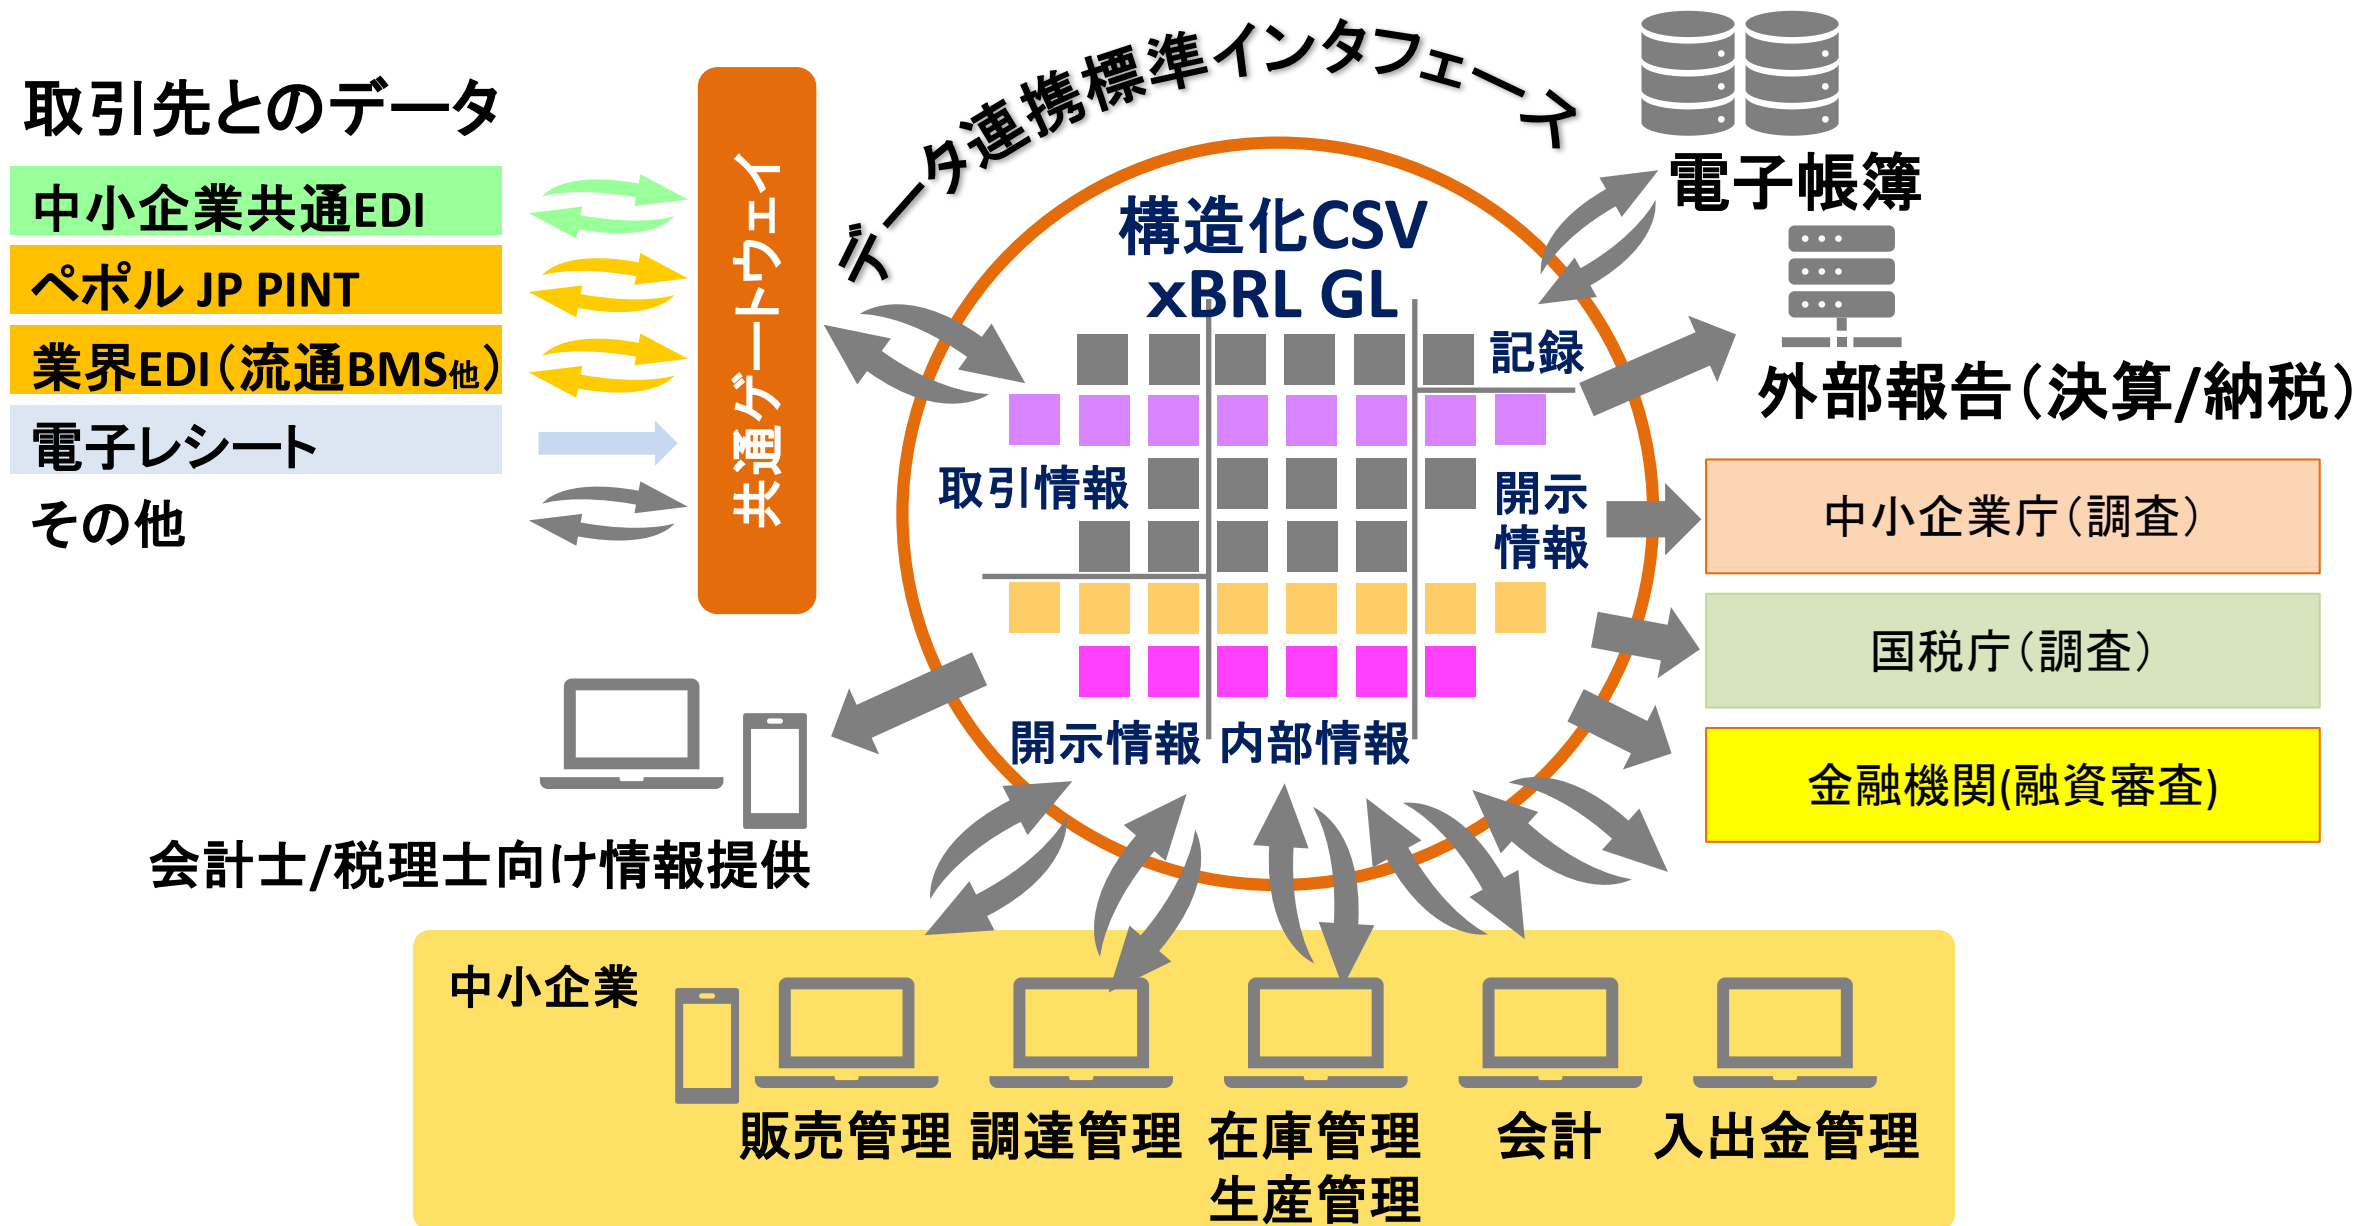 データ連携標準インタフェース
取引先とのデータ
中小企業共通EDI
ペポル JP PINT
業界EDI（流通BMS他）
電子レシート
その他
共通ゲートウェイ
構造化CSV
xBRL GL
記録
取引情報
開示
情報
開示情報
内部情報
電子帳簿
外部報告（決算/納税）
中小企業庁（調査）
国税庁（調査）
金融機関(融資審査)
会計士/税理士向け情報提供
中小企業
販売管理
調達管理
在庫管理
生産管理
会計
入出金管理